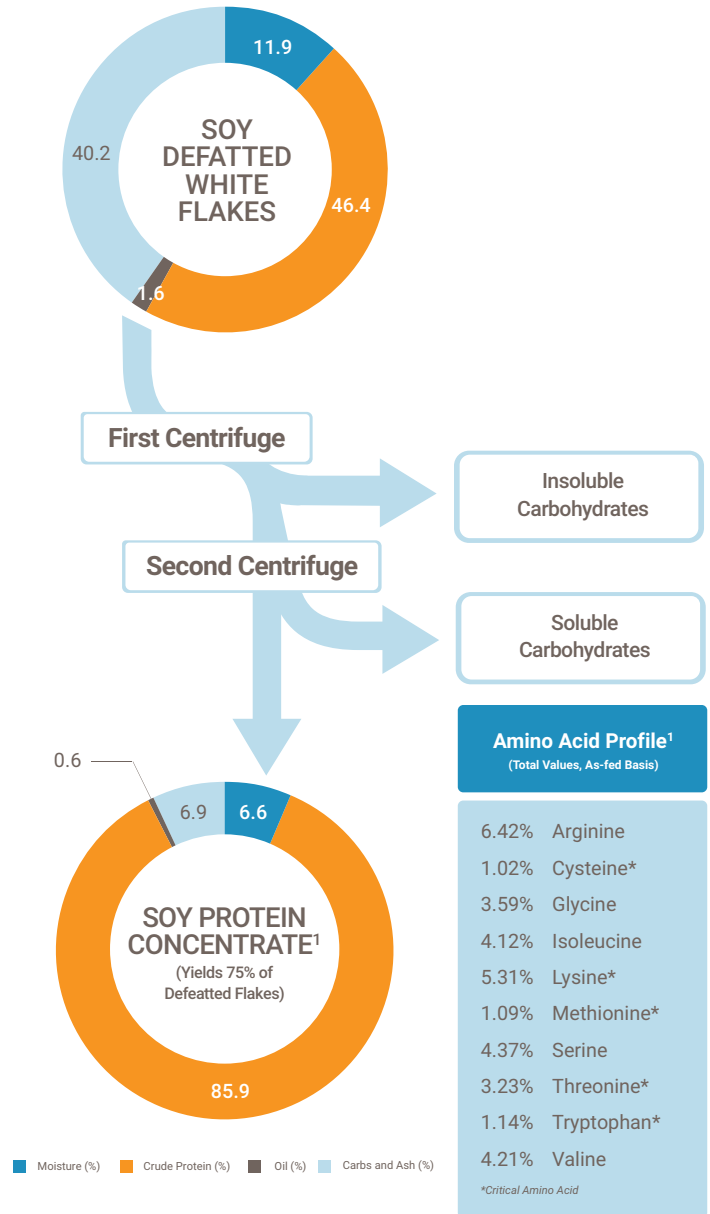 11.9
40.2
SOY
DEFATTED
WHITE
FLAKES
46.4
1.6
First Centrifuge
Insoluble
Carbohydrates
Second Centrifuge
Soluble
Carbohydrates
Amino Acid Profile¹
(Total Values, As-fed Basis)
0.6
6.9
6.6
SOY PROTEIN
CONCENTRATE¹
(Yields 75% of
Defeatted Flakes)
85.9
6.42% Arginine
1.02% Cysteine*
3.59% Glycine
4.12% Isoleucine
5.31% Lysine*
1.09% Methionine*
4.37% Serine
3.23% Threonine*
1.14% Tryptophan*
4.21% Valine
*Critical Amino Acid
Moisture (%) Crude Protein (%) Oil (%) Carbs and Ash (%)